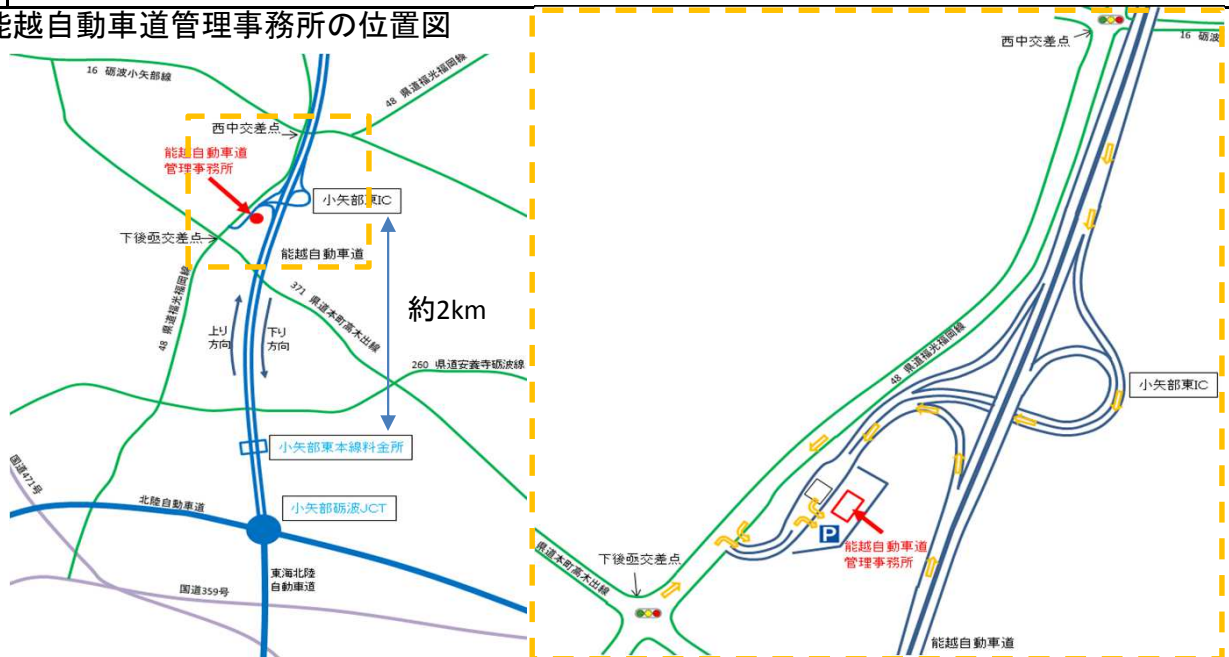 能越自動車道管理事務所の位置図
16 砺波小矢部線
48 県道福光福岡線
西中交差点
能越自動車道
管理事務所
小矢部東IC
下後亟交差点
能越自動車道
371 県道本町高木出線
約2km
48 県道福光福岡線
上り
方向
下り
方向
260 県道安養寺砺波線
小矢部東本線料金所
国道471号
北陸自動車道
小矢部砺波JCT
東海北陸
自動車道
国道359号
西中交差点
16 砺波
48 県道福光福岡線
小矢部東IC
P
能越自動車道
管理事務所
下後亟交差点
県道本町高木出線
能越自動車道